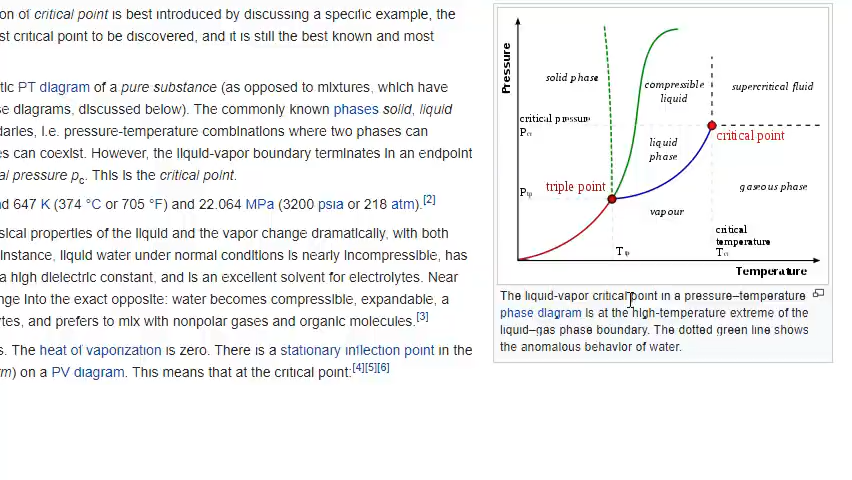 on of critical point is best introduced by discussing a specific example, the
st critical point to be discovered, and it is still the best known and most
tic PT diagram of a pure substance (as opposed to mixtures, which have
se diagrams, discussed below). The commonly known phases solid, liquid
daries, i.e. pressure-temperature combinations where two phases can
es can coexist. However, the liquid-vapor boundary terminates in an endpoint
al pressure pc. This is the critical point.
d 647 K (374 °C or 705 °F) and 22.064 MPa (3200 psia or 218 atm).[2]
sical properties of the liquid and the vapor change dramatically, with both
instance, liquid water under normal conditions is nearly incompressible, has
a high dielectric constant, and is an excellent solvent for electrolytes. Near
nge into the exact opposite: water becomes compressible, expandable, a
tes, and prefers to mix with nonpolar gases and organic molecules.[3]
s. The heat of vaporization is zero. There is a stationary inflection point in the
rm) on a PV diagram. This means that at the critical point:[4][5][6]
Pressure
solid phase
compressible
liquid
supercritical fluid
critical pressure
critical point
liquid
phase
triple point
gaseous phase
vapour
critical
temperature
Temperature
The liquid-vapor critical point in a pressure–temperature
phase diagram is at the high-temperature extreme of the
liquid–gas phase boundary. The dotted green line shows
the anomalous behavior of water.